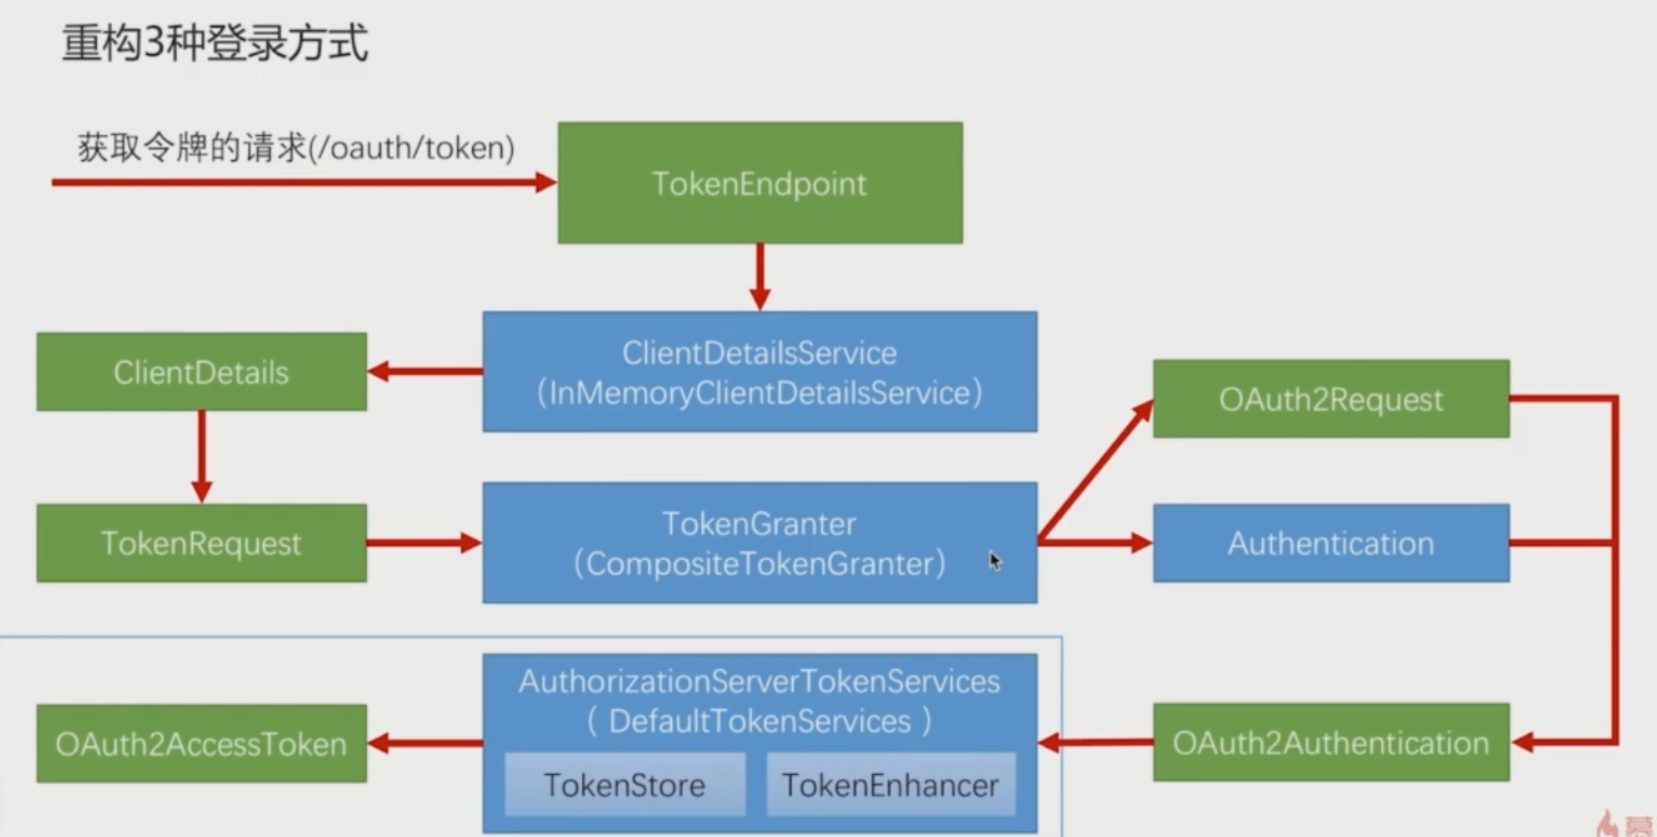 重构3种登录方式
获取令牌的请求(/oauth/token)
TokenEndpoint
ClientDetails
ClientDetailsService
（InMemoryClientDetailsService）
OAuth2Request
TokenRequest
TokenGranter
（CompositeTokenGranter）
Authentication
OAuth2AccessToken
AuthorizationServerTokenServices
（ DefaultTokenServices ）
TokenStore
TokenEnhancer
OAuth2Authentication
慕